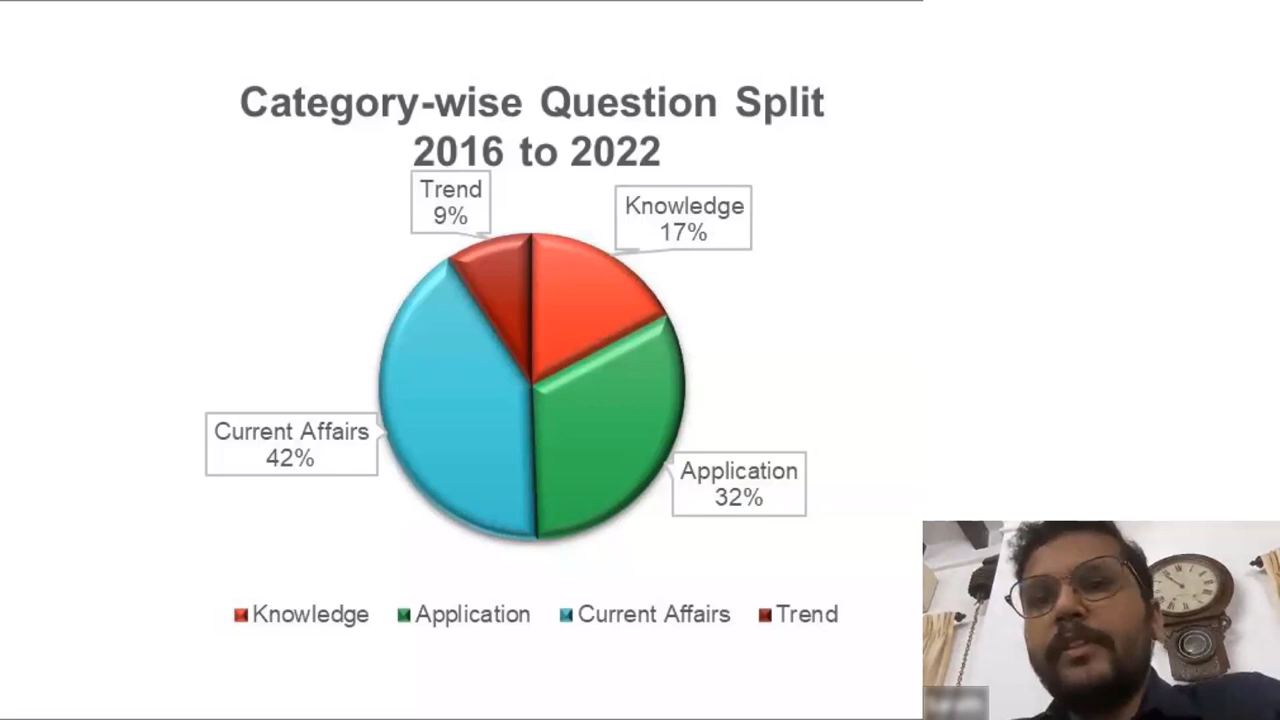 Category-wise Question Split
2016 to 2022
Trend
9%
Knowledge
17%
Current Affairs
42%
Application
32%
Knowledge Application Current Affairs Trend